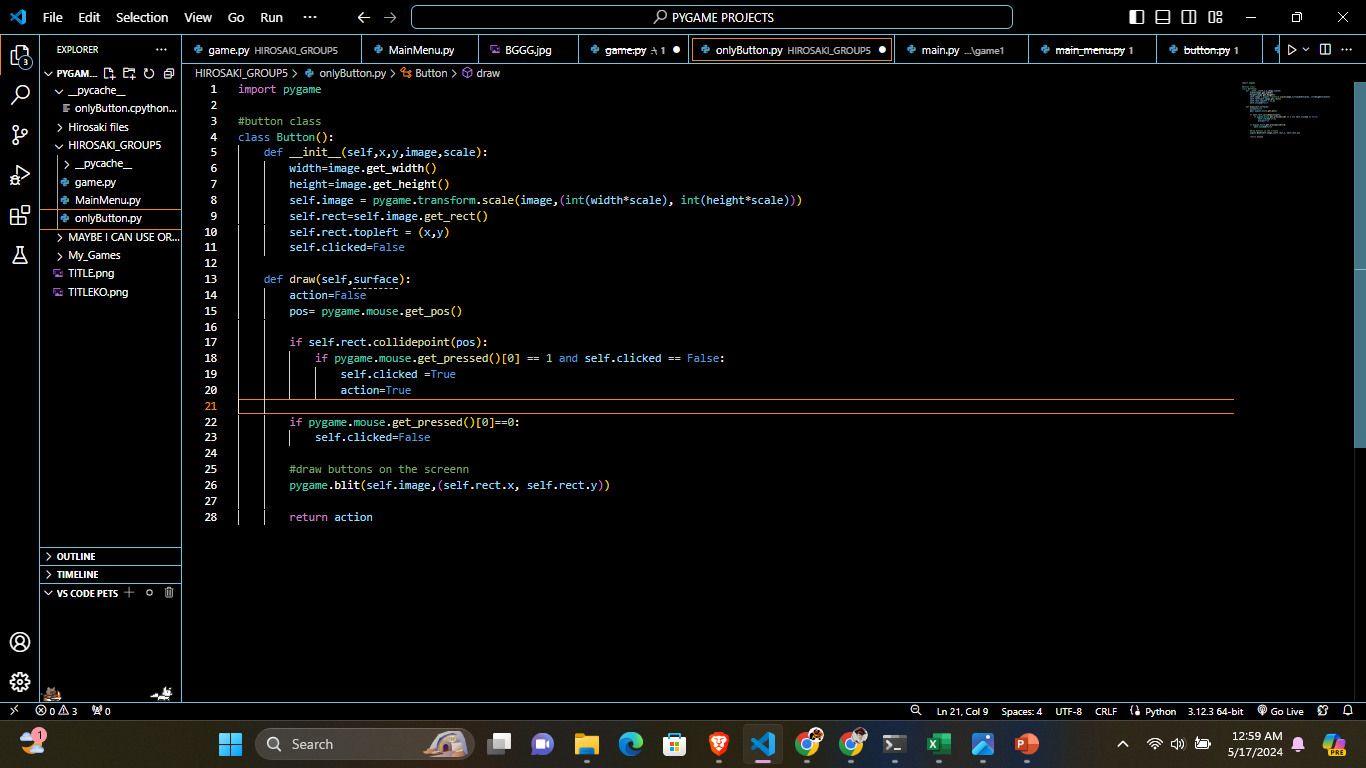 File Edit Selection View Go Run ··· PYGAME PROJECTS
EXPLORER ···
game.py HIROSAKI_GROUP5 MainMenu.py BGGG.jpg game.py 1 onlyButton.py HIROSAKI_GROUP5 main.py ...\game1 main_menu.py 1 button.py 1
PYGAM...
__pycache__
onlyButton.cpython...
Hirosaki files
HIROSAKI_GROUP5
__pycache__
game.py
MainMenu.py
onlyButton.py
MAYBE I CAN USE OR...
My_Games
TITLE.png
TITLEKO.png
OUTLINE
TIMELINE
VS CODE PETS
HIROSAKI_GROUP5 > onlyButton.py > Button > draw
1 import pygame
2
3 #button class
4 class Button():
5 def __init__(self,x,y,image,scale):
6 width=image.get_width()
7 height=image.get_height()
8 self.image = pygame.transform.scale(image,(int(width*scale), int(height*scale)))
9 self.rect=self.image.get_rect()
10 self.rect.topleft = (x,y)
11 self.clicked=False
12
13 def draw(self,surface):
14 action=False
15 pos= pygame.mouse.get_pos()
16
17 if self.rect.collidepoint(pos):
18 if pygame.mouse.get_pressed()[0] == 1 and self.clicked == False:
19 self.clicked =True
20 action=True
21
22 if pygame.mouse.get_pressed()[0]==0:
23 self.clicked=False
24
25 #draw buttons on the screenn
26 pygame.blit(self.image,(self.rect.x, self.rect.y))
27
28 return action
3
0 3 0 Ln 21, Col 9 Spaces: 4 UTF-8 CRLF Python 3.12.3 64-bit Go Live
1 Search 12:59 AM
5/17/2024
PRE